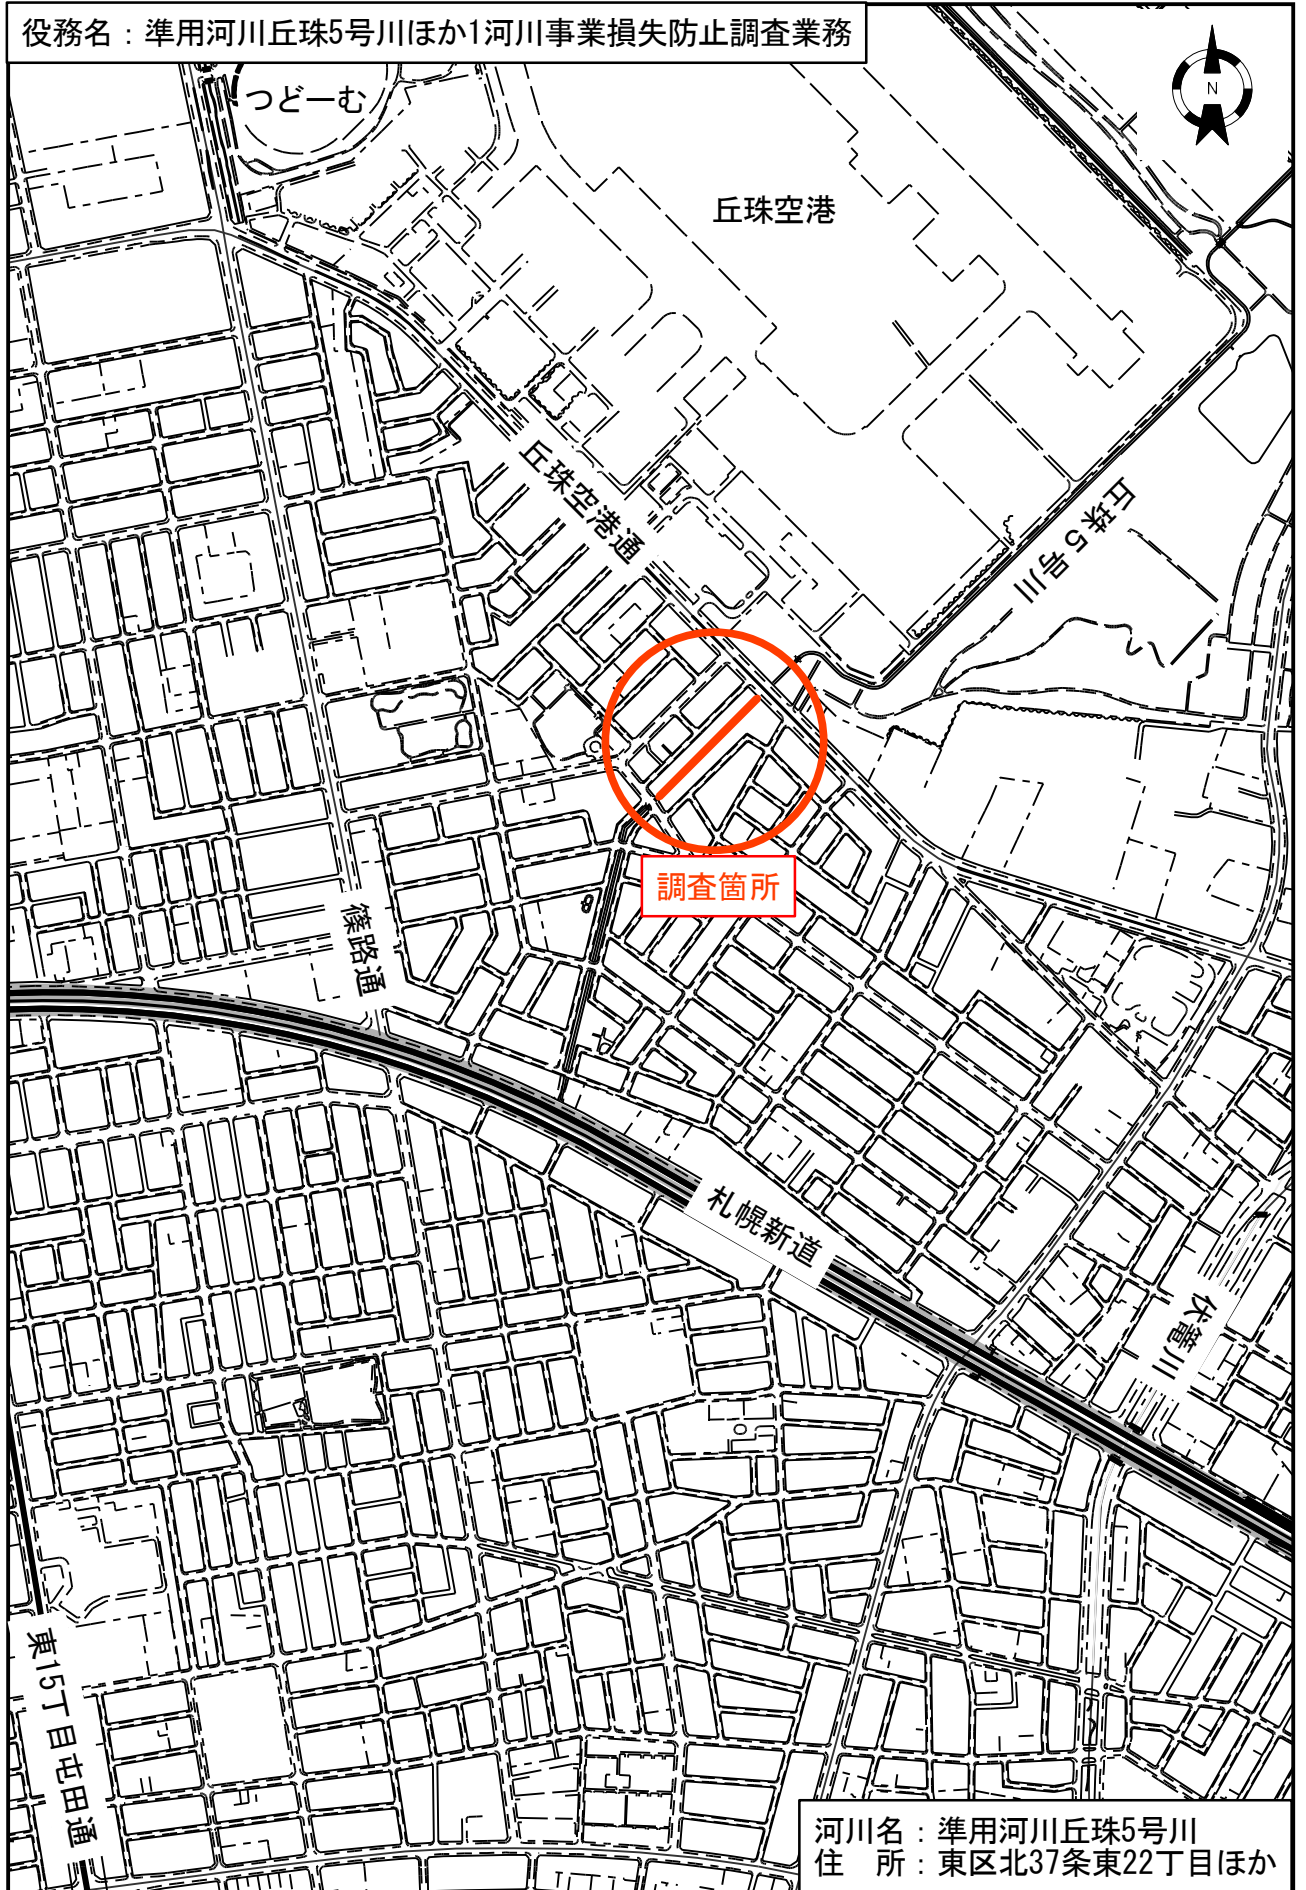 役務名：準用河川丘珠5号川ほか1河川事業損失防止調査業務
つどーむ
N
丘珠空港
丘珠空港通
丘珠5号川
調査箇所
篠路通
札幌新道
伏籠川
東15丁目屯田通
河川名：準用河川丘珠5号川
住　所：東区北37条東22丁目ほか